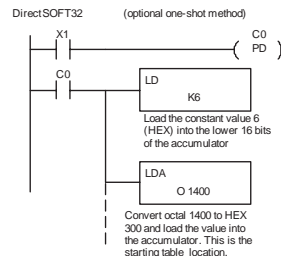 DirectSOFT32 (optional one-shot method)
X1
C0
PD
C0
LD
K6
Load the constant value 6
(HEX) into the lower 16 bits
of the accumulator
LDA
O 1400
Convert octal 1400 to HEX
300 and load the value into
the accumulator. This is the
starting table location.